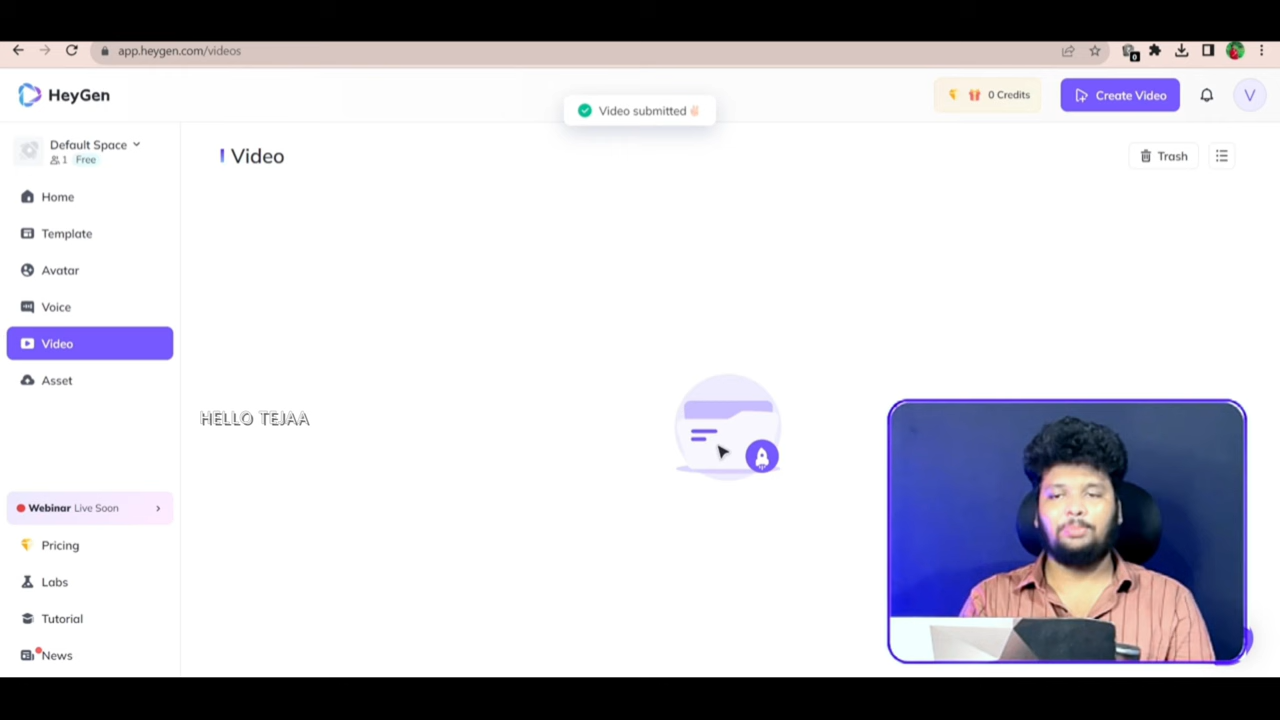 app.heygen.com/videos
0
HeyGen
Video submitted✌🏻
0 Credits
Create Video
V
Default Space
1 Free
Video
Trash
Home
Template
Avatar
Voice
Video
Asset
HELLO TEJAA
Webinar Live Soon
Pricing
Labs
Tutorial
News